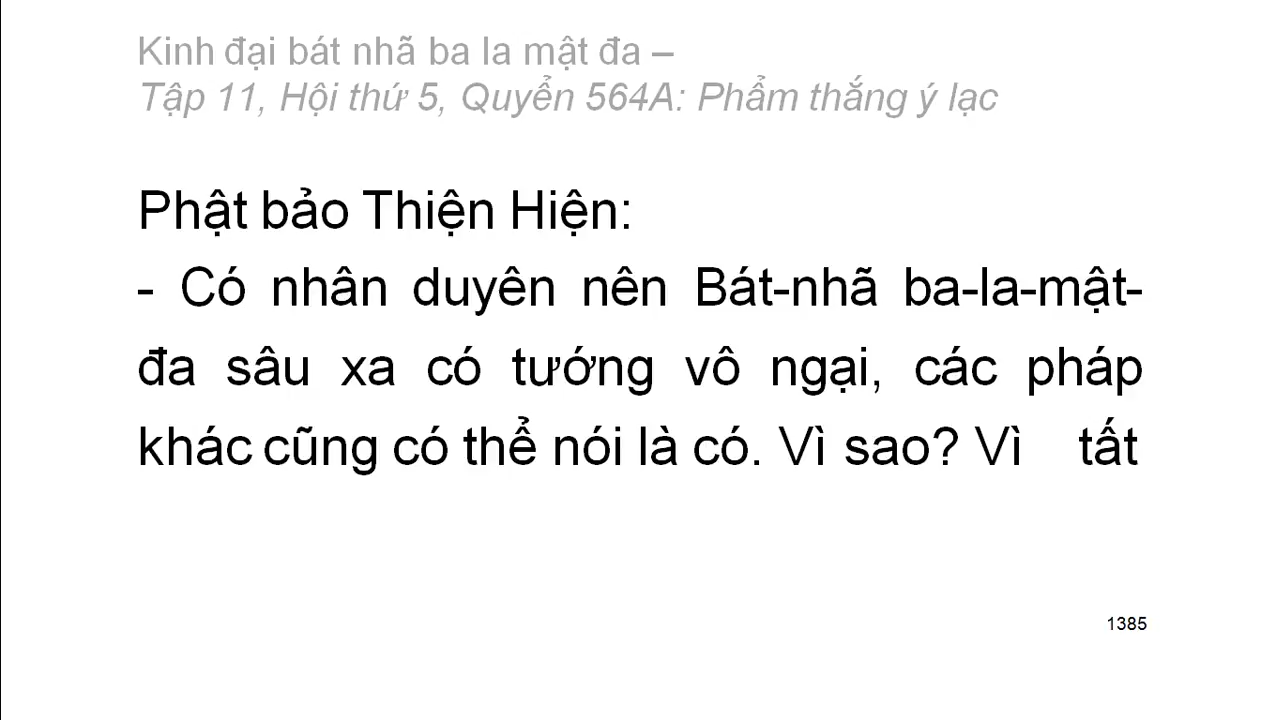 Kinh đại bát nhã ba la mật đa –
Tập 11, Hội thứ 5, Quyển 564A: Phẩm thắng ý lạc
Phật bảo Thiện Hiện:
- Có nhân duyên nên Bát-nhã ba-la-mật-
đa sâu xa có tướng vô ngại, các pháp
khác cũng có thể nói là có. Vì sao? Vì tất
1385